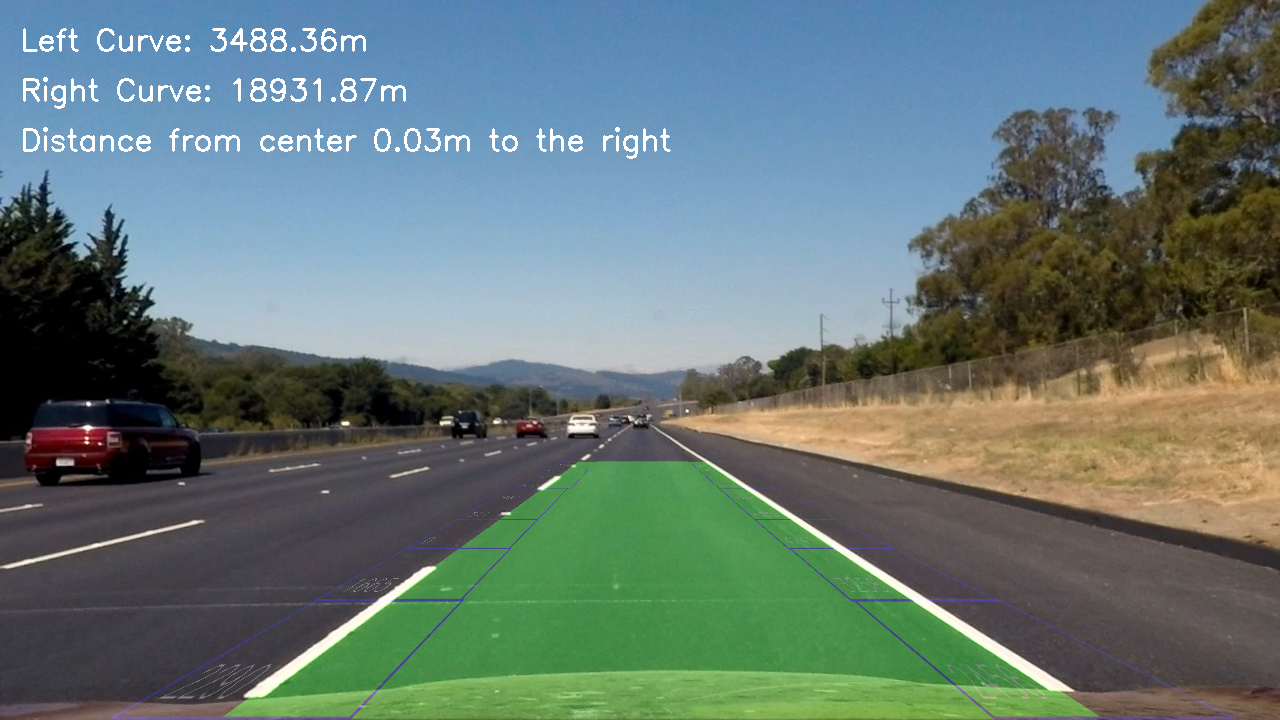 Left Curve: 3488.36m
Right Curve: 18931.87m
Distance from center 0.03m to the right